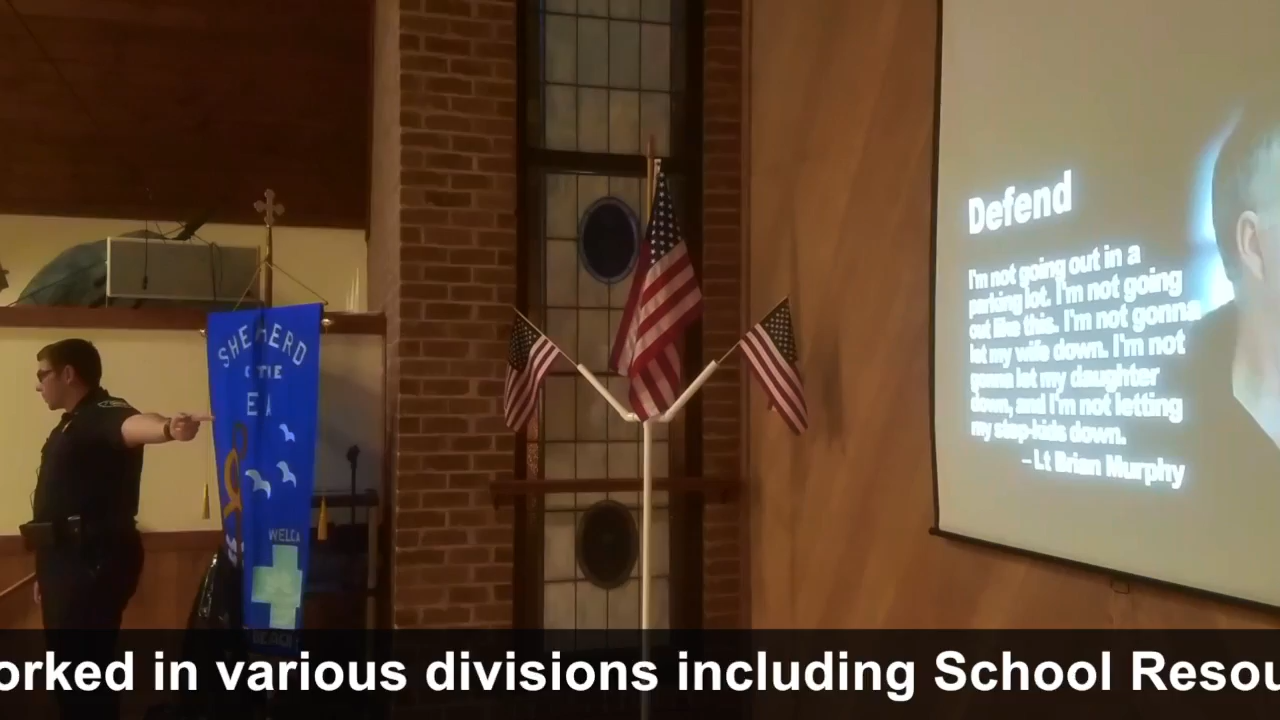 SHEHERD
O THE
E A
WELCA
BEACH
Defend
I'm not going out in a
parking lot. I'm not going
out like this. I'm not gonna
let my wife down. I'm not
gonna let my daughter
down, and I'm not letting
my step-kids down.
– Lt Brian Murphy
orked in various divisions including School Resou